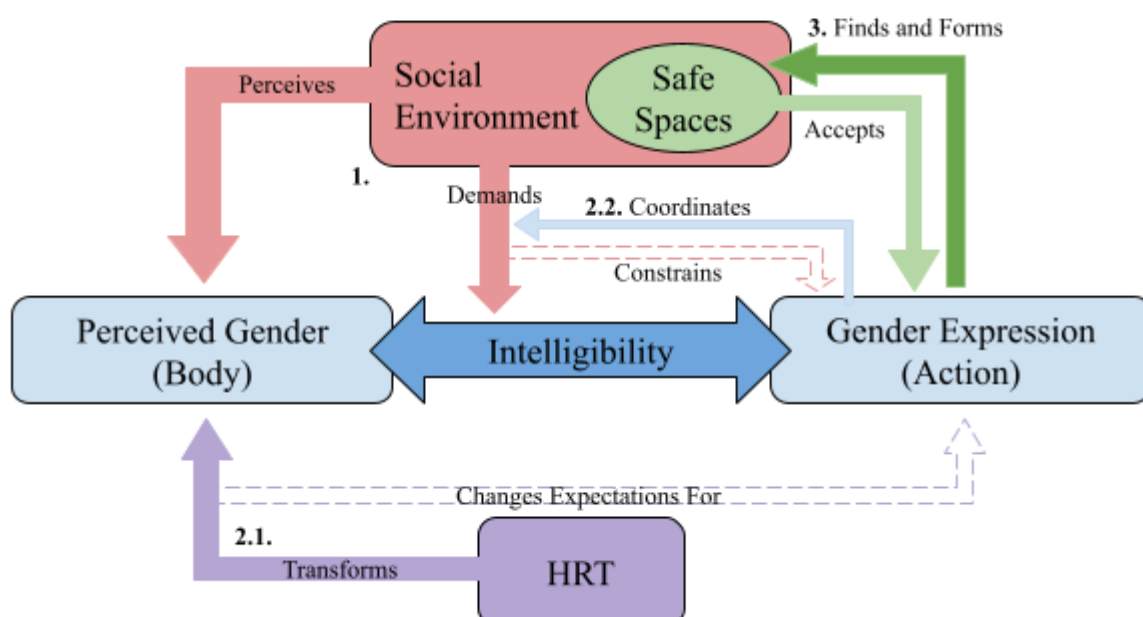 3. Finds and Forms
Perceives
Social
Environment
Safe
Spaces
Accepts
1.
Demands
2.2. Coordinates
Constrains
Perceived Gender
(Body)
Intelligibility
Gender Expression
(Action)
Changes Expectations For
2.1.
Transforms
HRT